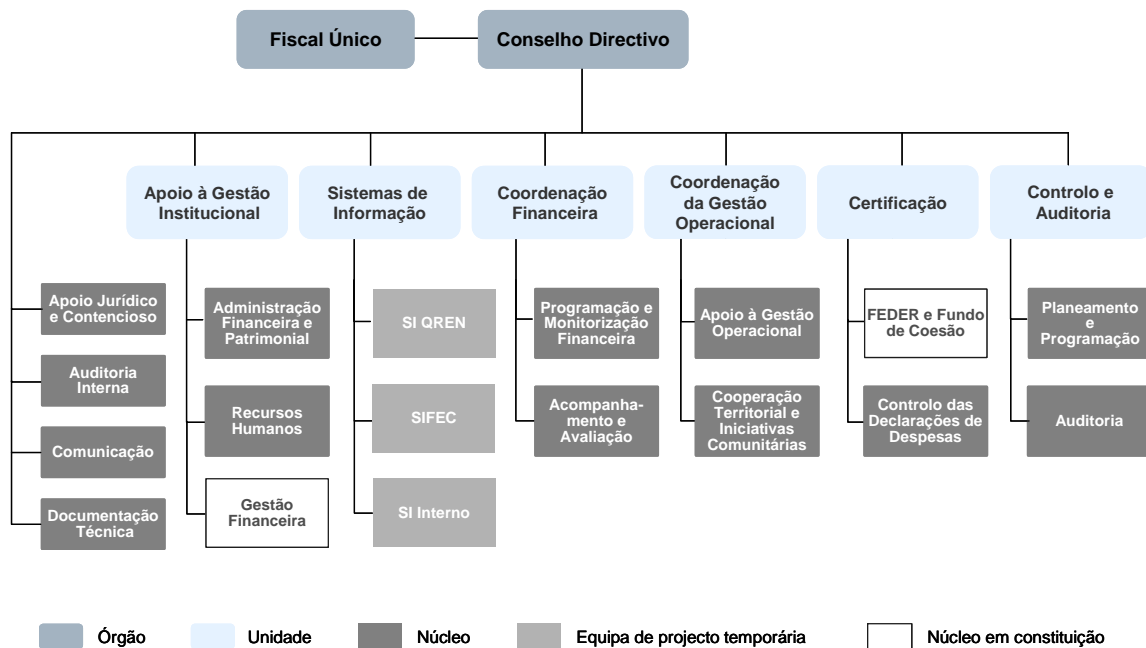 Fiscal Único
Conselho Directivo
Apoio à Gestão
Institucional
Sistemas de
Informação
Coordenação
Financeira
Coordenação
da Gestão
Operacional
Certificação
Controlo e
Auditoria
Apoio Jurídico
e Contencioso
Auditoria
Interna
Comunicação
Documentação
Técnica
Administração
Financeira e
Patrimonial
Recursos
Humanos
Gestão
Financeira
SI QREN
SIFEC
SI Interno
Programação e
Monitorização
Financeira
Acompanha-
mento e
Avaliação
Apoio à Gestão
Operacional
Cooperação
Territorial e
Iniciativas
Comunitárias
FEDER e Fundo
de Coesão
Controlo das
Declarações de
Despesas
Planeamento
e
Programação
Auditoria
Órgão
Unidade
Núcleo
Equipa de projecto temporária
Núcleo em constituição